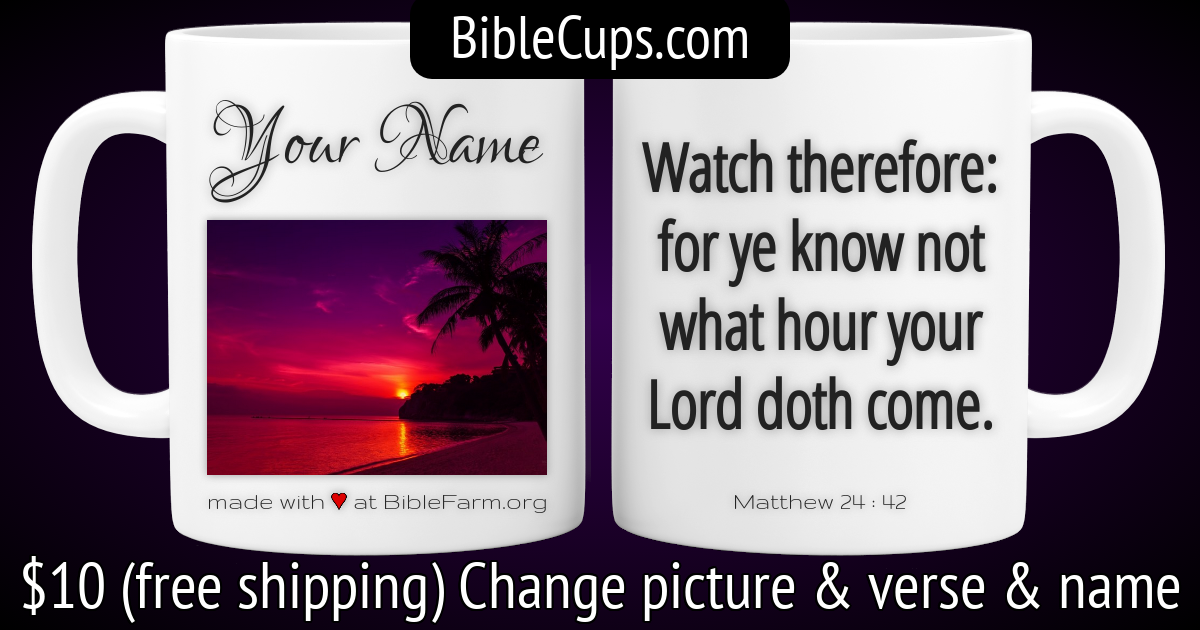 BibleCups.com
Your Name
made with ♥ at BibleFarm.org
Watch therefore:
for ye know not
what hour your
Lord doth come.
Matthew 24 : 42
$10 (free shipping) Change picture & verse & name